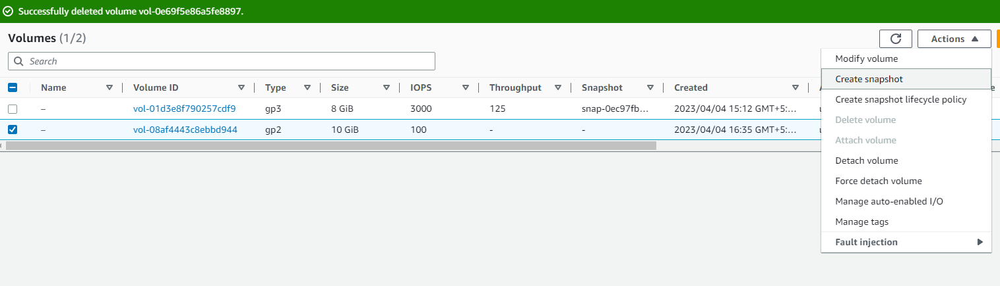 Successfully deleted volume vol-0e69f5e86a5fe8897.
Volumes (1/2)
Actions
Search
Modify volume
Create snapshot
Name Volume ID Type Size IOPS Throughput Snapshot Created
Create snapshot lifecycle policy
– vol-01d3e8f790257cdf9 gp3 8 GiB 3000 125 snap-0ec97fb... 2023/04/04 15:12 GMT+5:...
Delete volume
– vol-08af4443c8ebbd944 gp2 10 GiB 100 - - 2023/04/04 16:35 GMT+5:...
Attach volume
Detach volume
Force detach volume
Manage auto-enabled I/O
Manage tags
Fault injection